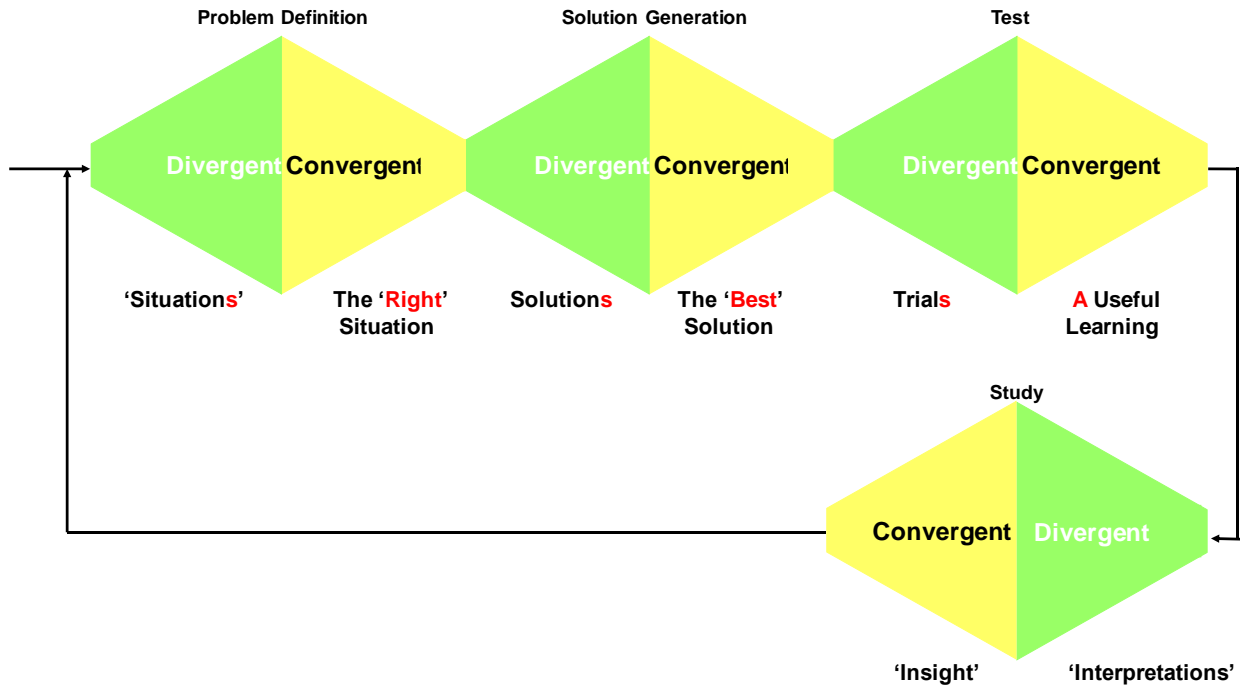 Problem Definition
Solution Generation
Test
Divergent Convergent
Divergent Convergent
Divergent Convergent
‘Situations’
The ‘Right’
Situation
Solutions
The ‘Best’
Solution
Trials
A Useful
Learning
Study
Convergent Divergent
‘Insight’
‘Interpretations’